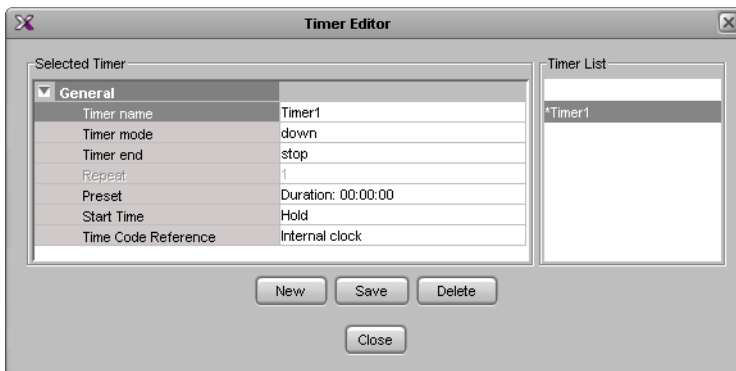 Timer Editor
Selected Timer
General
Timer name Timer1
Timer mode down
Timer end stop
Repeat 1
Preset Duration: 00:00:00
Start Time Hold
Time Code Reference Internal clock
Timer List
*Timer1
New Save Delete
Close